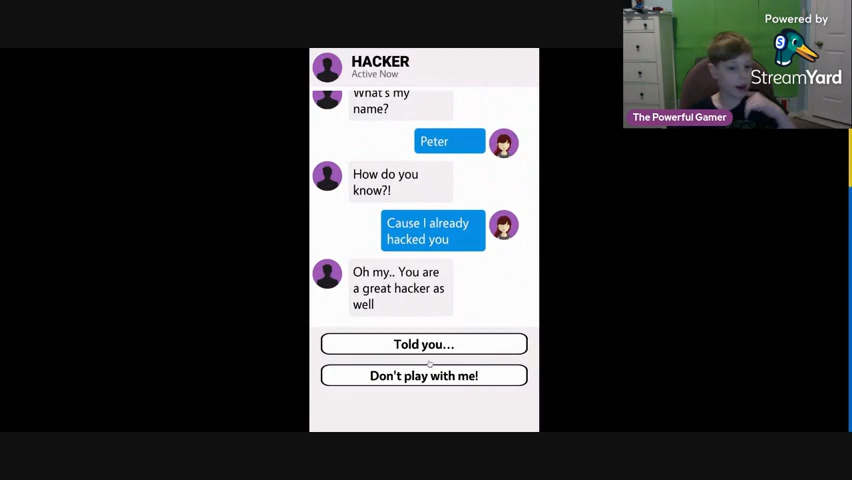 Powered by
StreamYard
The Powerful Gamer
HACKER
Active Now
What's my
name?
Peter
How do you
know?!
Cause I already
hacked you
Oh my.. You are
a great hacker as
well
Told you...
Don't play with me!